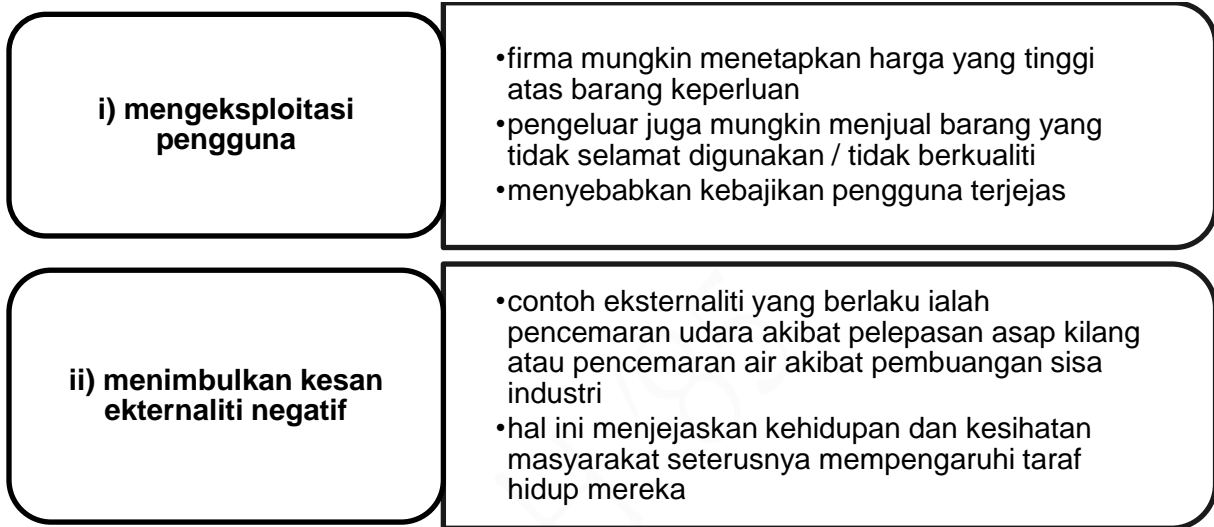 i) mengeksploitasi
pengguna
•firma mungkin menetapkan harga yang tinggi
atas barang keperluan
•pengeluar juga mungkin menjual barang yang
tidak selamat digunakan / tidak berkualiti
•menyebabkan kebajikan pengguna terjejas
ii) menimbulkan kesan
ekternaliti negatif
•contoh eksternaliti yang berlaku ialah
pencemaran udara akibat pelepasan asap kilang
atau pencemaran air akibat pembuangan sisa
industri
•hal ini menjejaskan kehidupan dan kesihatan
masyarakat seterusnya mempengaruhi taraf
hidup mereka